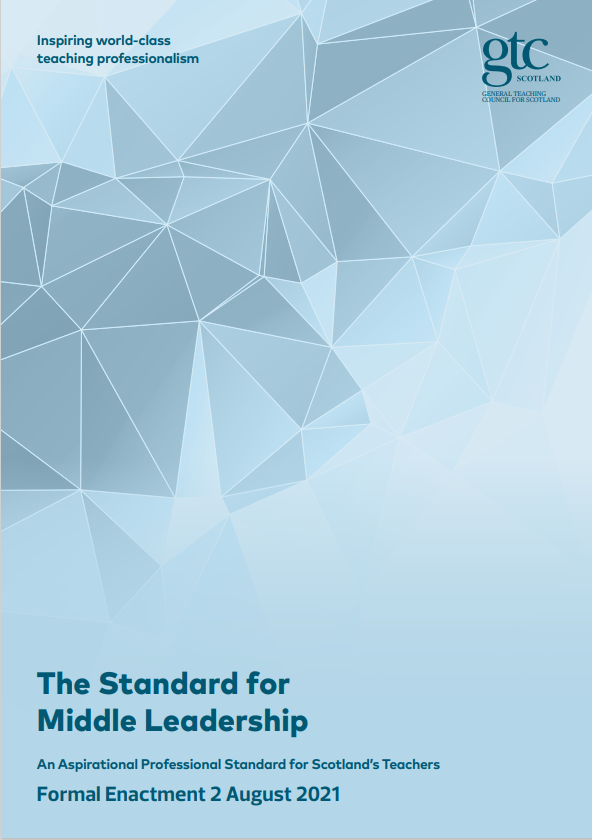 Inspiring world-class
teaching professionalism
gtc
SCOTLAND
GENERAL TEACHING
COUNCIL FOR SCOTLAND
The Standard for
Middle Leadership
An Aspirational Professional Standard for Scotland's Teachers
Formal Enactment 2 August 2021